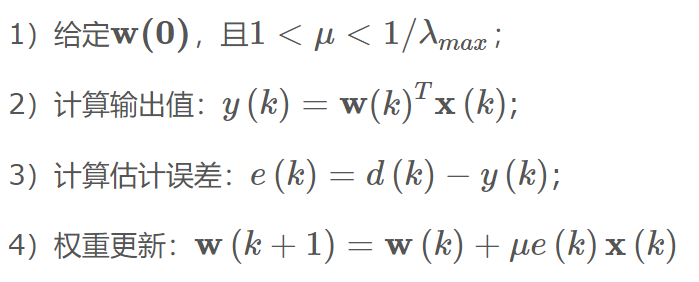 1）给定w(0)，且1 < μ < 1/λ_max；
2）计算输出值：y(k) = w(k)^T x(k)；
3）计算估计误差：e(k) = d(k) − y(k)；
4）权重更新：w(k + 1) = w(k) + μe(k) x(k)